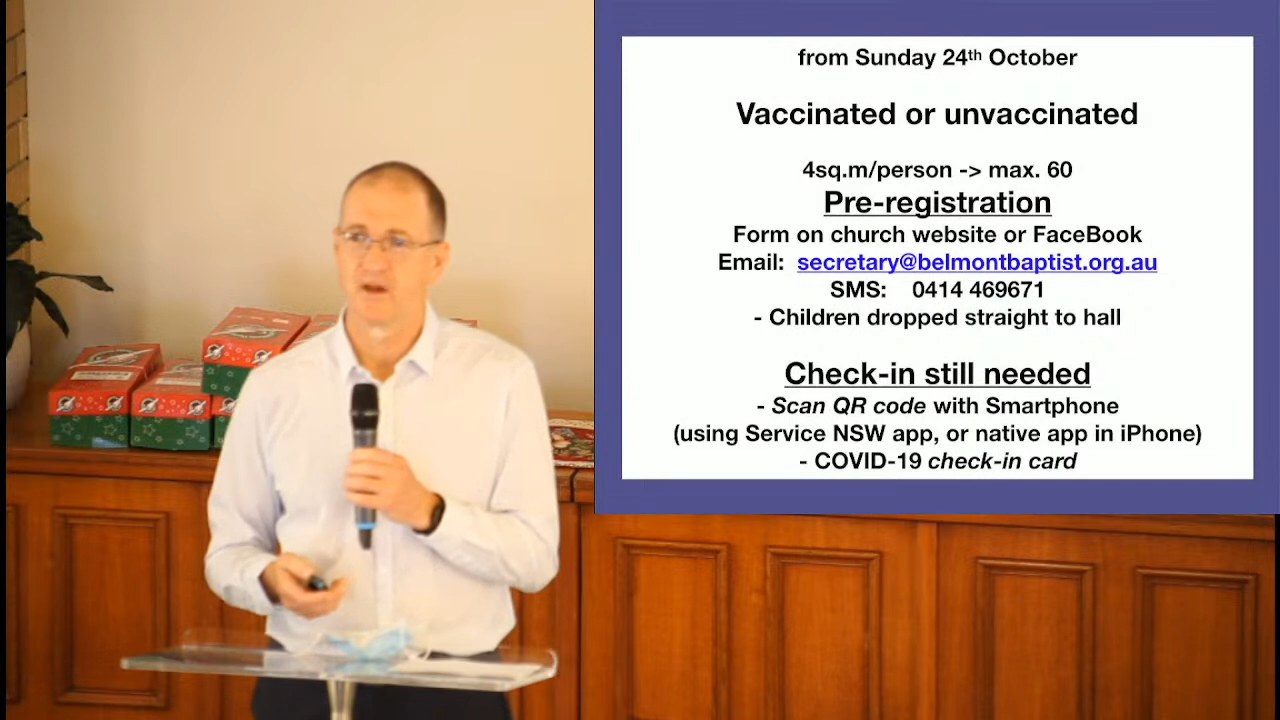 from Sunday 24th October
Vaccinated or unvaccinated
4sq.m/person -> max. 60
Pre-registration
Form on church website or FaceBook
Email: secretary@belmontbaptist.org.au
SMS: 0414 469671
- Children dropped straight to hall
Check-in still needed
- Scan QR code with Smartphone
(using Service NSW app, or native app in iPhone)
- COVID-19 check-in card